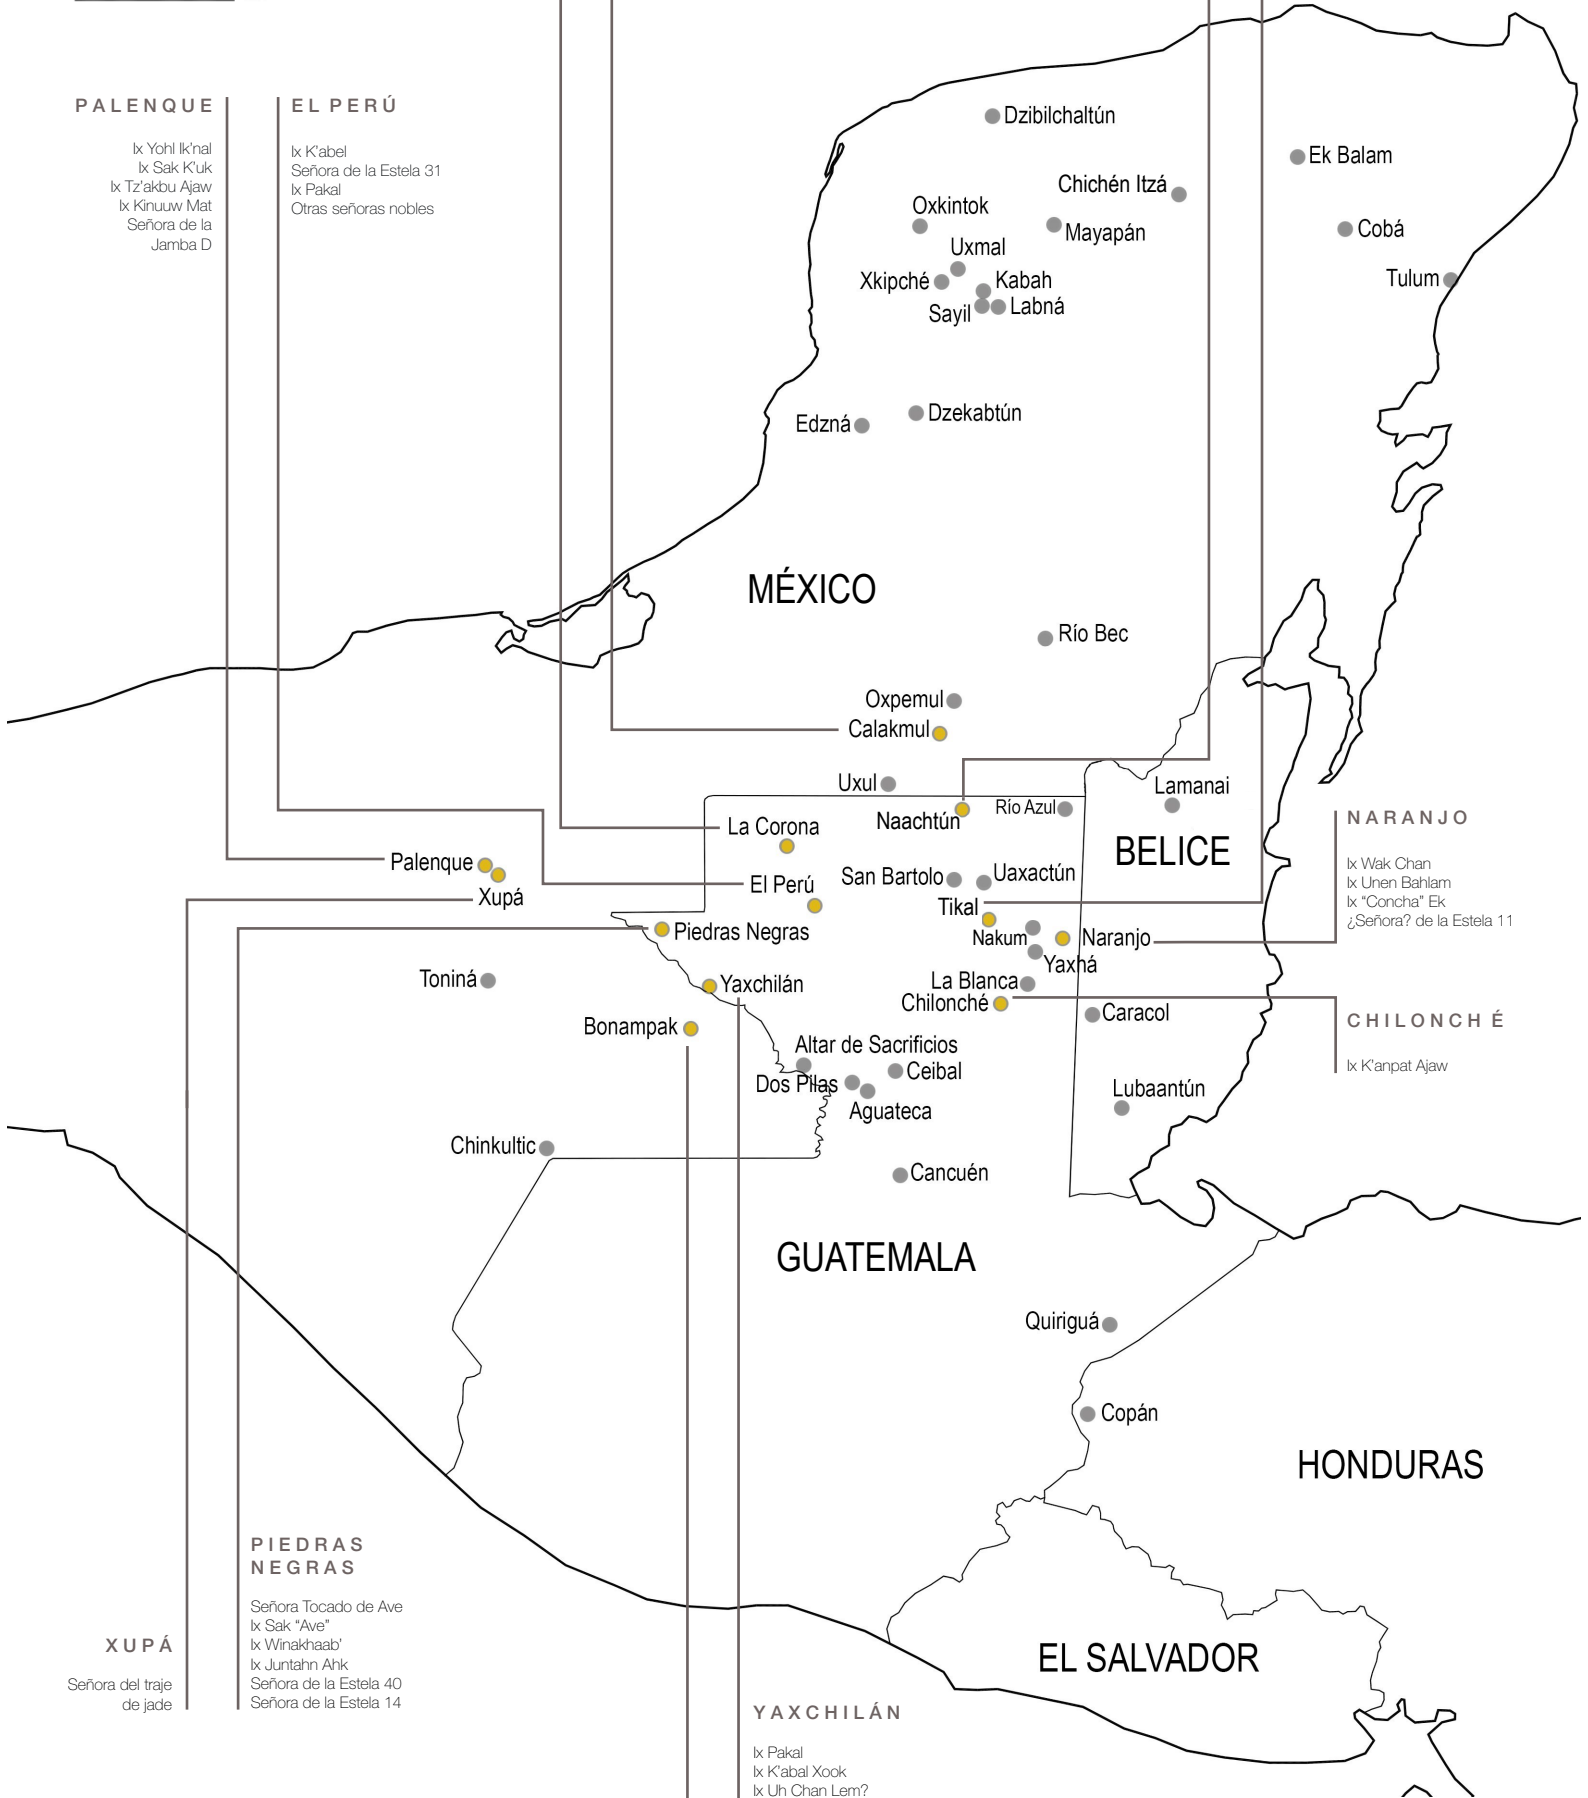 PALENQUE
Ix Yohl Ik'nal
Ix Sak K'uk
Ix Tz'akbu Ajaw
Ix Kinuuw Mat
Señora de la
Jamba D
EL PERÚ
Ix K'abel
Señora de la Estela 31
Ix Pakal
Otras señoras nobles
Dzibilchaltún
Ek Balam
Chichén Itzá
Oxkintok
Mayapán
Cobá
Uxmal
Xkipché
Kabah
Tulum
Sayil
Labná
Edzná
Dzekabtún
MÉXICO
Río Bec
Oxpemul
Calakmul
Uxul
Lamanai
Naachtún
Río Azul
La Corona
BELICE
Palenque
Xupá
El Perú
San Bartolo
Uaxactún
Tikal
Piedras Negras
Nakum
Naranjo
Yaxhá
Toniná
Yaxchilán
La Blanca
Chilonché
Caracol
Bonampak
Altar de Sacrificios
Ceibal
Dos Pilas
Aguateca
Lubaantún
Chinkultic
Cancuén
NARANJO
Ix Wak Chan
Ix Unen Bahlam
Ix “Concha” Ek
¿Señora? de la Estela 11
CHILONCH É
Ix K'anpat Ajaw
GUATEMALA
Quiriguá
Copán
HONDURAS
EL SALVADOR
XUPÁ
Señora del traje
de jade
PIEDRAS
NEGRAS
Señora Tocado de Ave
Ix Sak “Ave”
Ix Winakhaab'
Ix Juntahn Ahk
Señora de la Estela 40
Señora de la Estela 14
YAXCHILÁN
Ix Pakal
Ix K'abal Xook
Ix Uh Chan Lem?